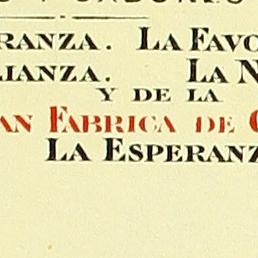 RANZA. LA FAVO
LIANZA. LA N
Y DE LA
AN FABRICA DE
LA ESPERANZ